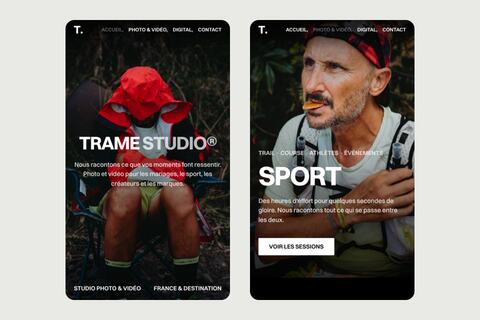 T.
ACCUEIL, PHOTO & VIDÉO, DIGITAL, CONTACT
TRAME STUDIO®
Nous racontons ce que vos moments font ressentir.
Photo et vidéo pour les mariages, le sport, les
créateurs et les marques.
STUDIO PHOTO & VIDÉO
FRANCE & DESTINATION
T.
ACCUEIL, PHOTO & VIDÉO, DIGITAL, CONTACT
TRAIL · COURSE · ATHLÈTES · ÉVÉNEMENTS
SPORT
Des heures d'effort pour quelques secondes de
gloire. Nous racontons tout ce qui se passe entre
les deux.
VOIR LES SESSIONS